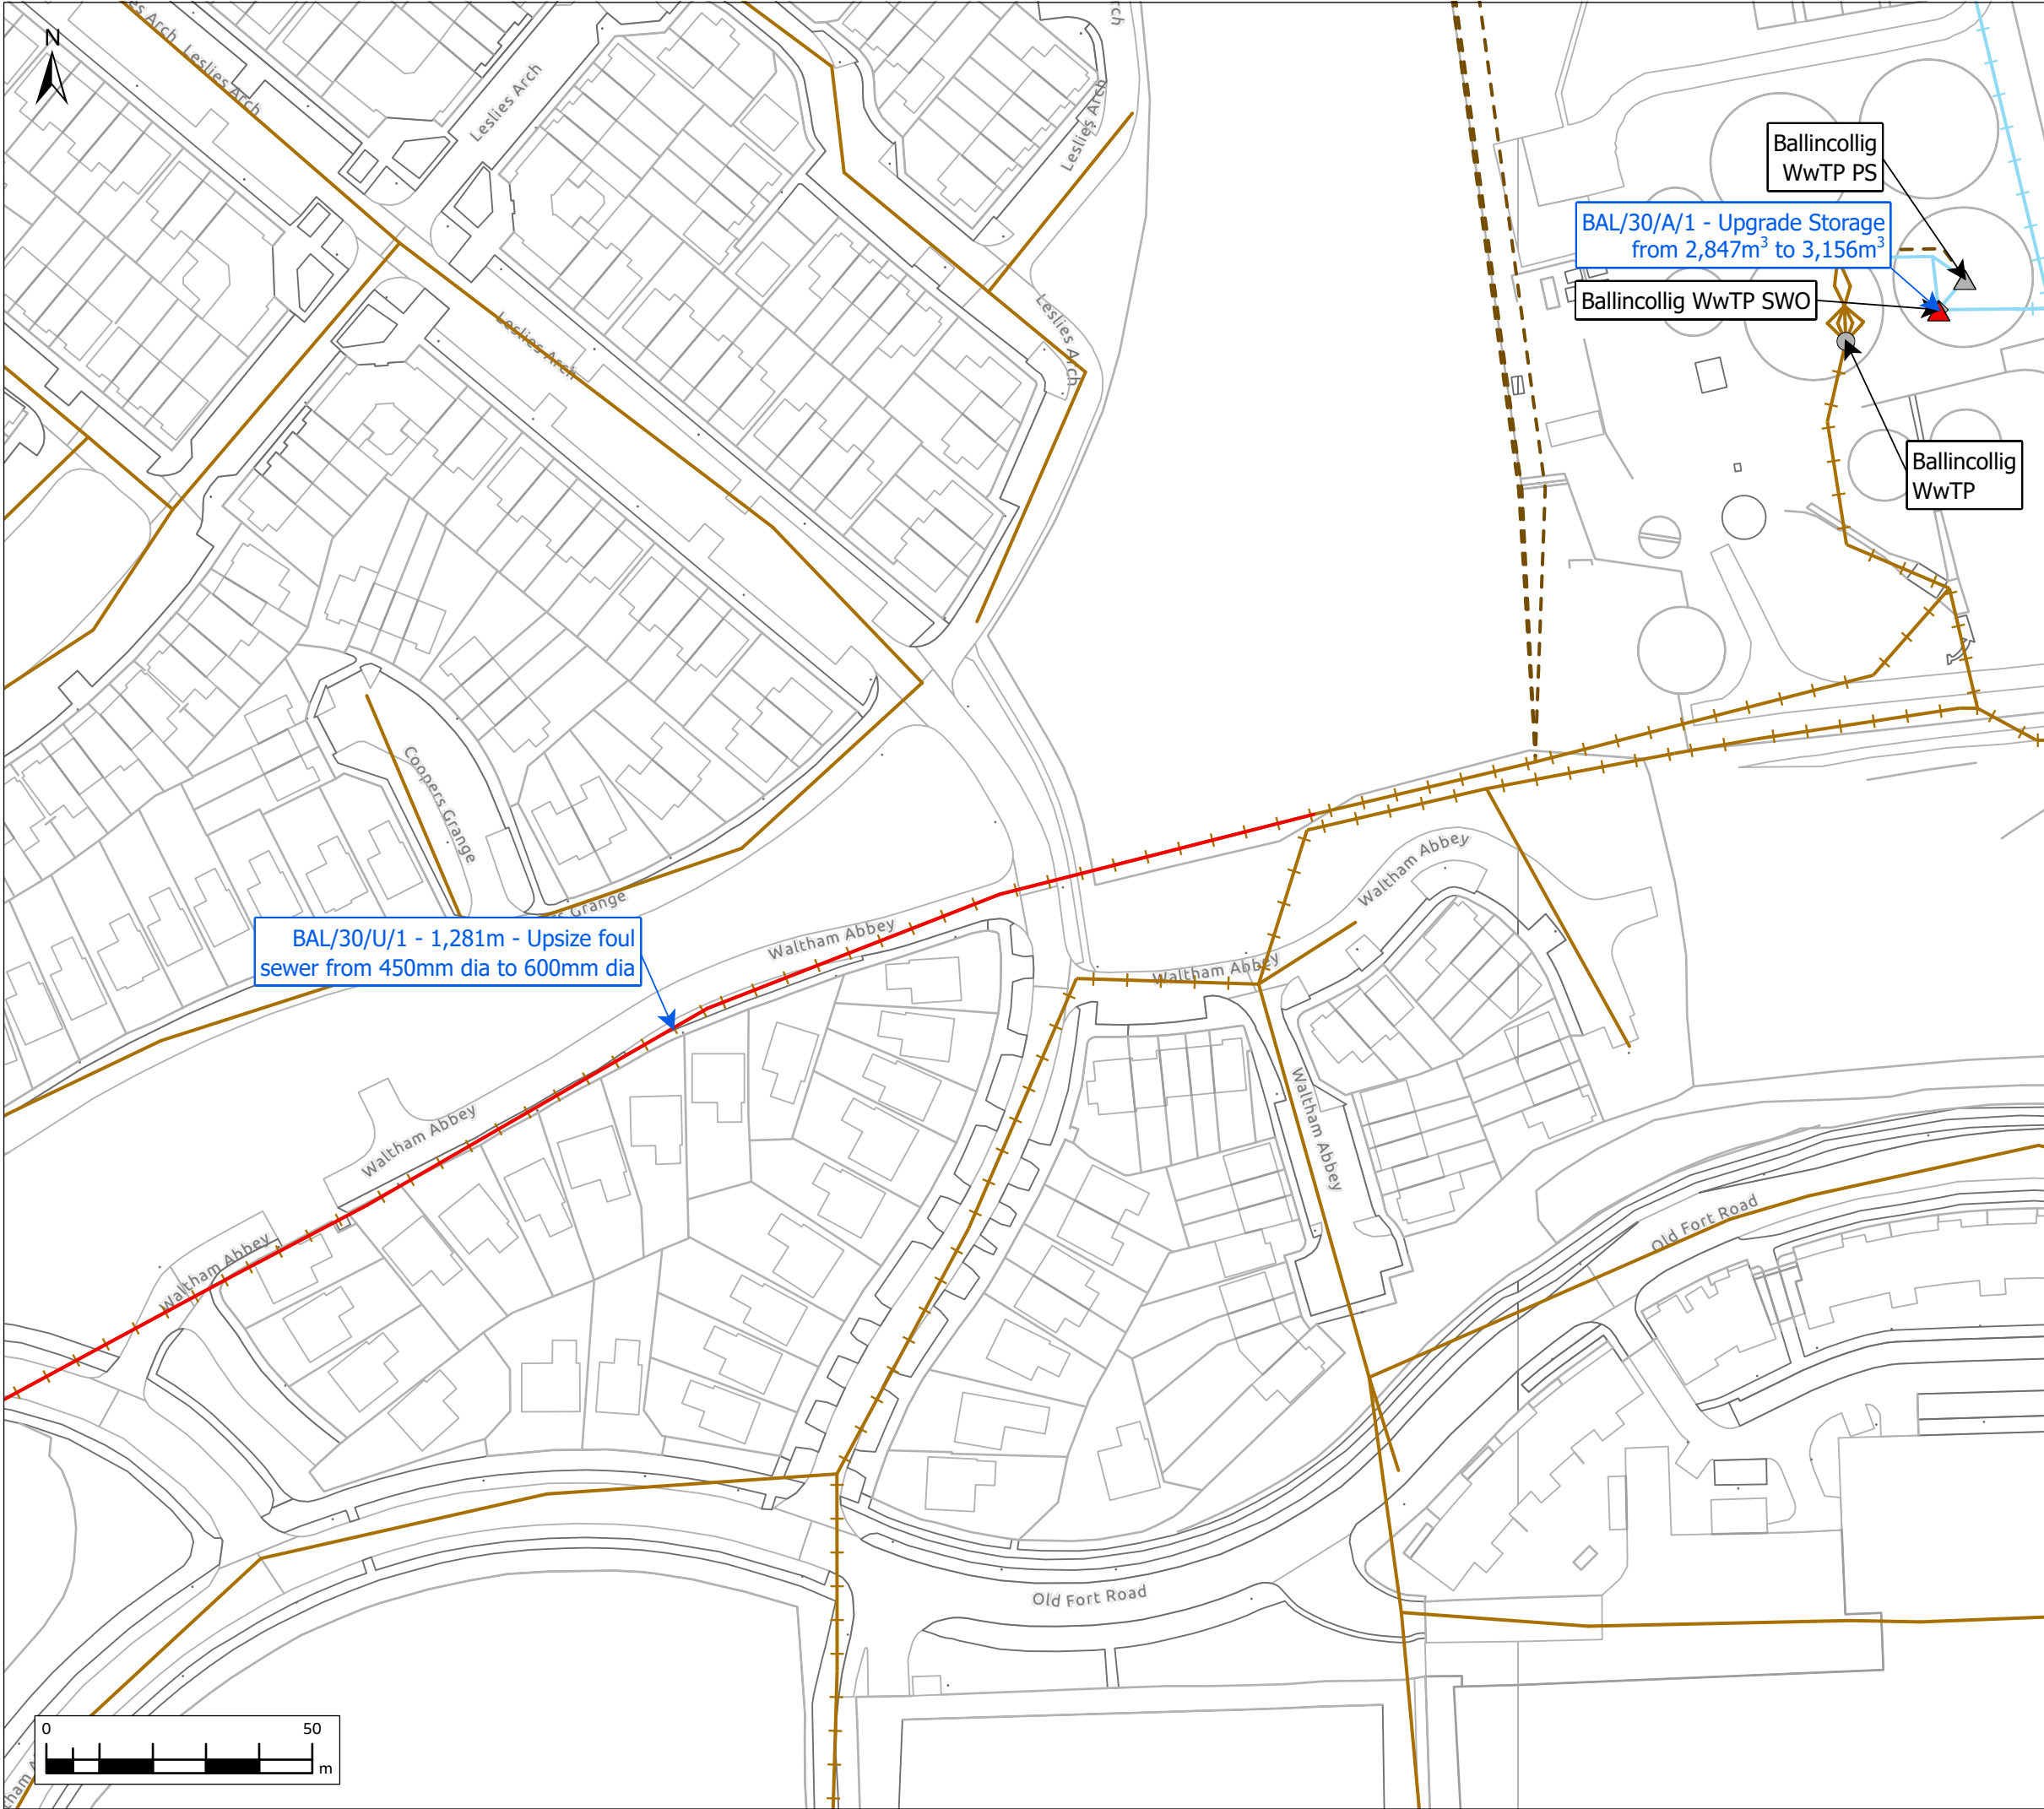 N
Leslies Arch
Leslies Arch
Leslies Arch
Leslies Arch
Leslies Arch
Ballincollig
WwTP PS
BAL/30/A/1 - Upgrade Storage
from 2,847m³ to 3,156m³
Ballincollig WwTP SWO
Ballincollig
WwTP
Coopers Grange
Grange
BAL/30/U/1 - 1,281m - Upsize foul
sewer from 450mm dia to 600mm dia
Waltham Abbey
Waltham Abbey
Waltham Abbey
Waltham Abbey
Waltham Abbey
Waltham Abbey
Old Fort Road
Old Fort Road
0 50
m